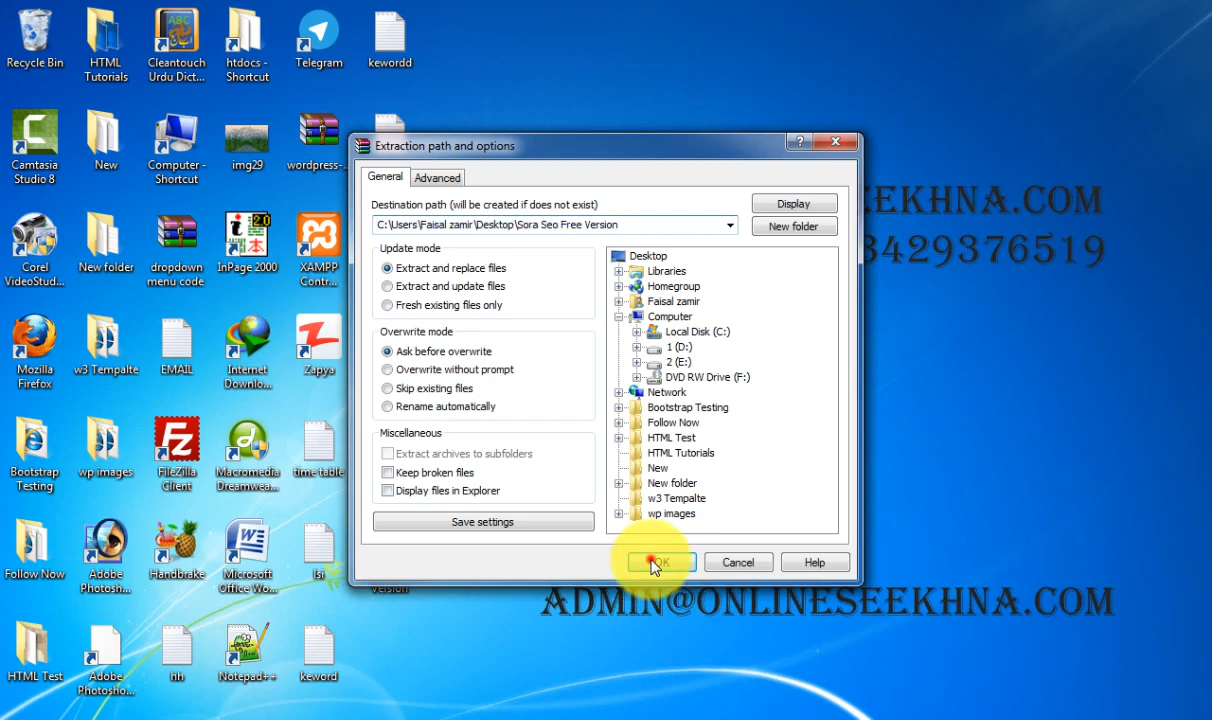 Recycle Bin
HTML
Tutorials
Cleantouch
Urdu Dict...
htdocs -
Shortcut
Telegram
kewordd
Camtasia
Studio 8
New
Computer -
Shortcut
img29
wordpress-...
Corel
VideoStud...
New folder
dropdown
menu code
InPage 2000
XAMPP
Contr...
Mozilla
Firefox
w3 Tempalte
EMAIL
Internet
Downlo...
Zapya
Bootstrap
Testing
wp images
FileZilla
Client
Macromedia
Dreamwea...
time table
Follow Now
Adobe
Photosh...
Handbrake
Microsoft
Office Wo...
lsi
version
HTML Test
Adobe
Photosho...
hh
Notepad++
keword
Extraction path and options
General
Advanced
Destination path (will be created if does not exist)
C:\Users\Faisal zamir\Desktop\Sora Seo Free Version
Display
New folder
Update mode
Extract and replace files
Extract and update files
Fresh existing files only
Overwrite mode
Ask before overwrite
Overwrite without prompt
Skip existing files
Rename automatically
Miscellaneous
Extract archives to subfolders
Keep broken files
Display files in Explorer
Save settings
Desktop
Libraries
Homegroup
Faisal zamir
Computer
Local Disk (C:)
1 (D:)
2 (E:)
DVD RW Drive (F:)
Network
Bootstrap Testing
Follow Now
HTML Test
HTML Tutorials
New
New folder
w3 Tempalte
wp images
OK
Cancel
Help
EEKHNA.COM
3429376519
ADMIN@ONLINESEEKHNA.COM